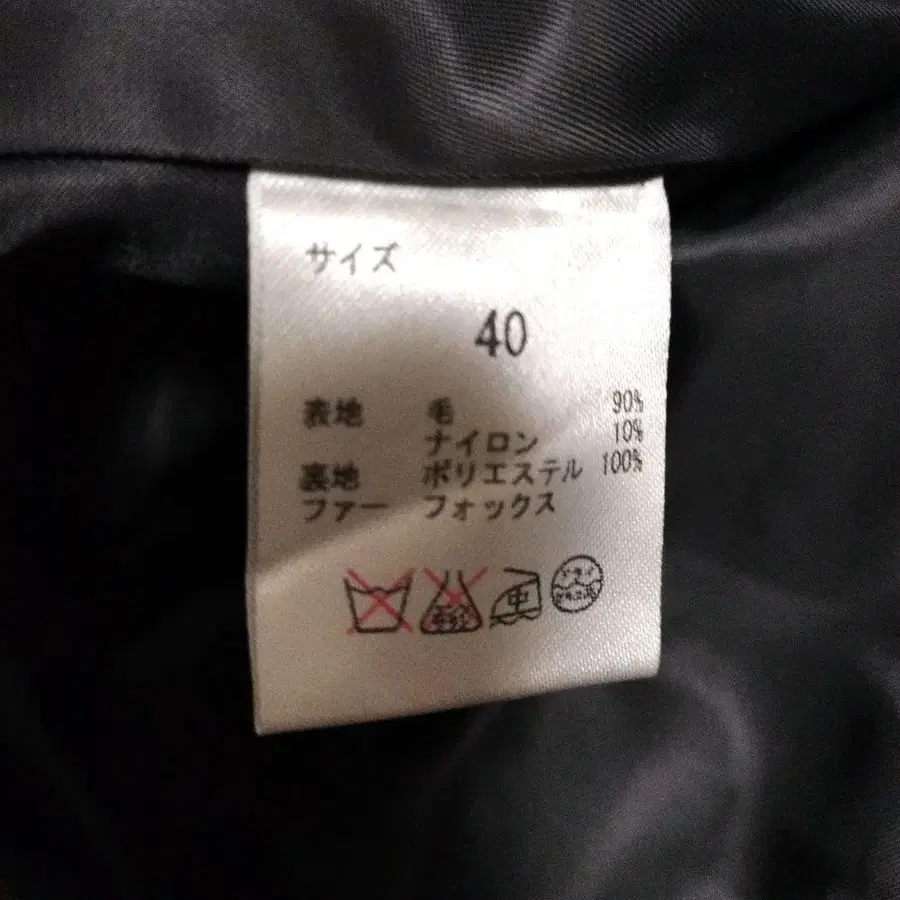 サイズ
40
表地 毛 90%
ナイロン 10%
裏地 ポリエステル 100%
ファー フォックス
中